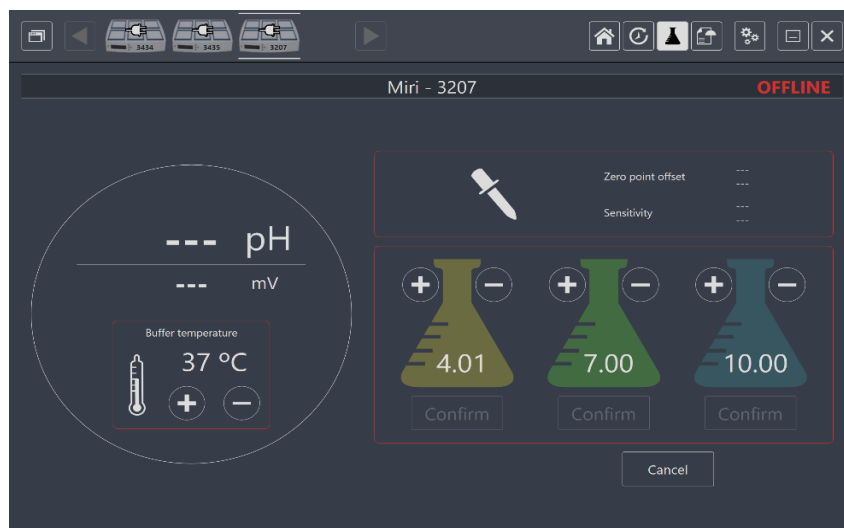 3434 3435 3207
Miri - 3207 OFFLINE
--- pH
--- mV
Buffer temperature
37 ºC
Zero point offset ---
---
Sensitivity ---
---
4.01 7.00 10.00
Confirm Confirm Confirm
Cancel